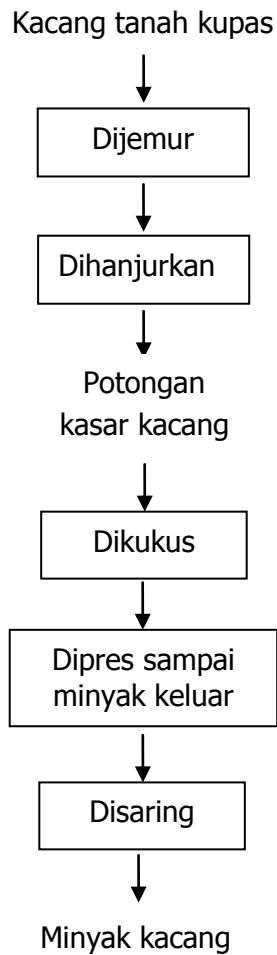 Kacang tanah kupas
Dijemur
Dihanjurkan
Potongan
kasar kacang
Dikukus
Dipres sampai
minyak keluar
Disaring
Minyak kacang